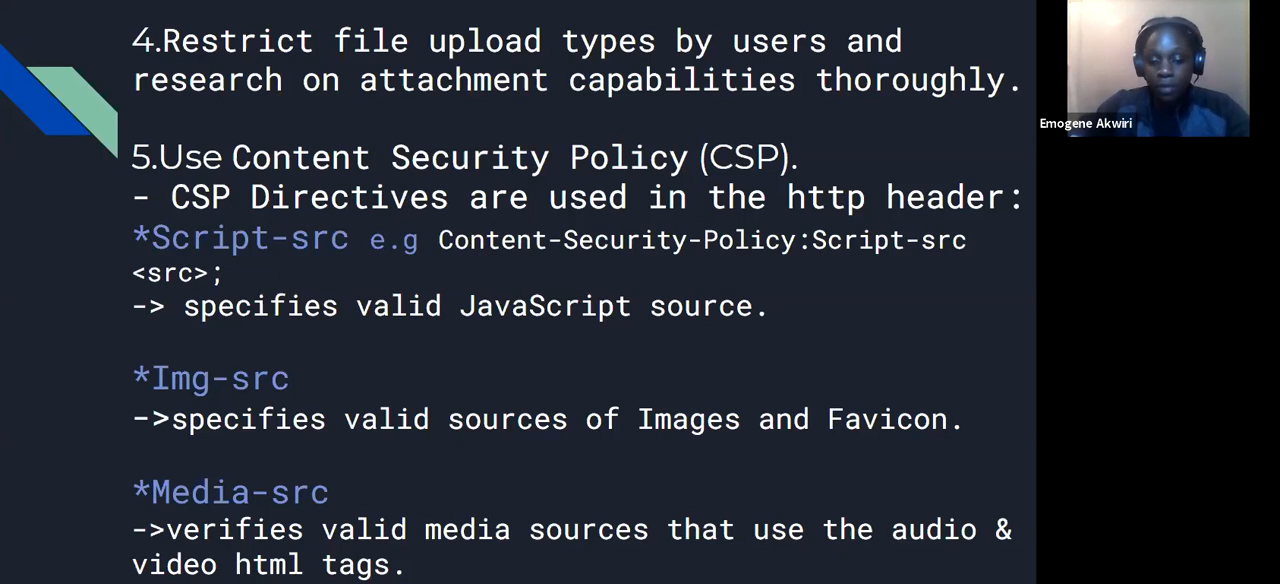 4.Restrict file upload types by users and
research on attachment capabilities thoroughly.
5.Use Content Security Policy (CSP).
- CSP Directives are used in the http header:
*Script-src e.g Content-Security-Policy:Script-src
<src>;
-> specifies valid JavaScript source.
*Img-src
->specifies valid sources of Images and Favicon.
*Media-src
->verifies valid media sources that use the audio &
video html tags.
Emogene Akwiri